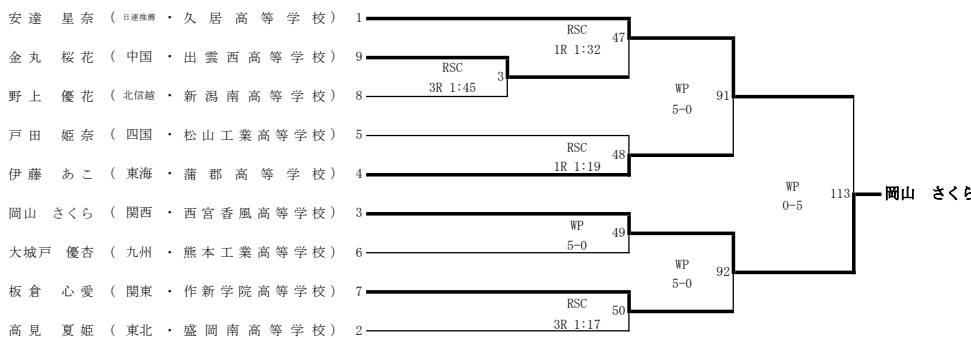 安達 星奈 ( 日連推薦 ・ 久居高等学校 ) 1
RSC
47
1R 1:32
金丸 桜花 ( 中国 ・ 出雲西高等学校 ) 9
RSC
3
3R 1:45
WP
91
5-0
野上 優花 ( 北信越 ・ 新潟南高等学校 ) 8
戸田 姫奈 ( 四国 ・ 松山工業高等学校 ) 5
RSC
48
1R 1:19
伊藤 あこ ( 東海 ・ 蒲郡高等学校 ) 4
WP
113
0-5
岡山 さくら
岡山 さくら ( 関西 ・ 西宮香風高等学校 ) 3
WP
49
5-0
大城戸 優杏 ( 九州 ・ 熊本工業高等学校 ) 6
WP
92
5-0
板倉 心愛 ( 関東 ・ 作新学院高等学校 ) 7
RSC
50
3R 1:17
高見 夏姫 ( 東北 ・ 盛岡南高等学校 ) 2